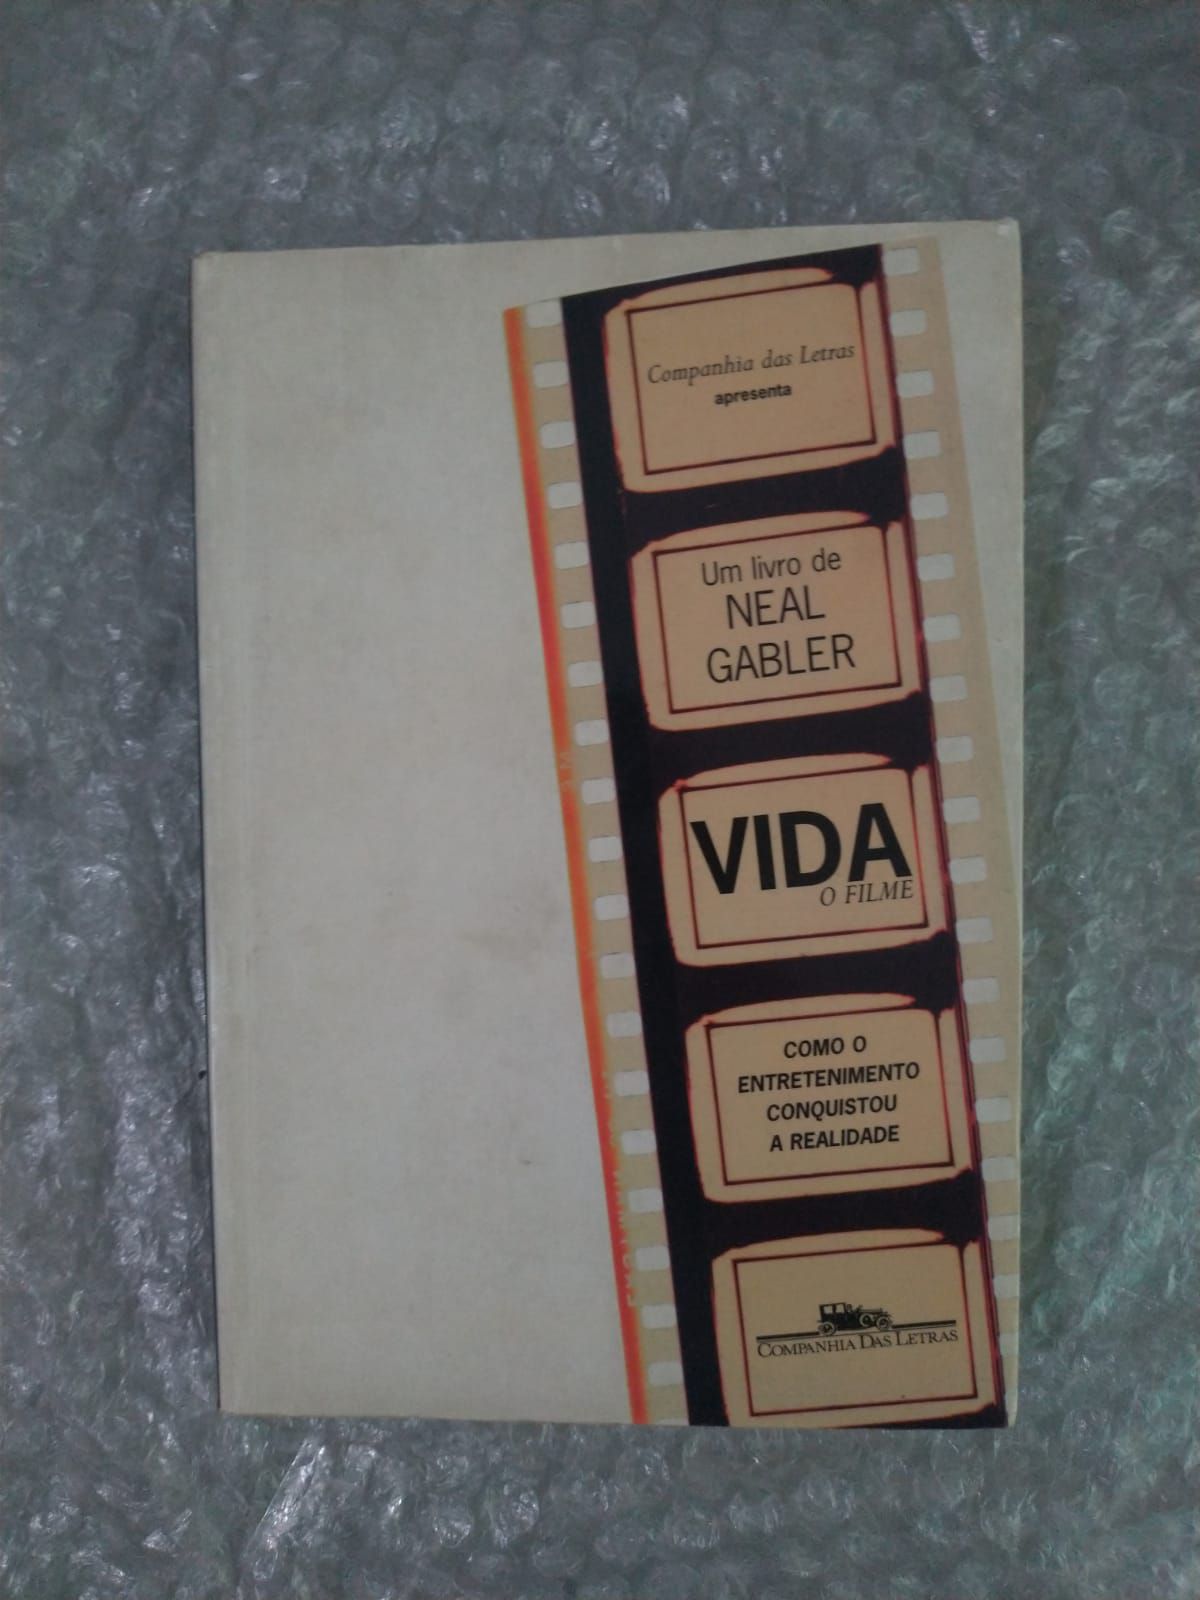 Companhia das Letras
apresenta
Um livro de
NEAL
GABLER
VIDA
O FILME
COMO O
ENTRETENIMENTO
CONQUISTOU
A REALIDADE
COMPANHIA DAS LETRAS